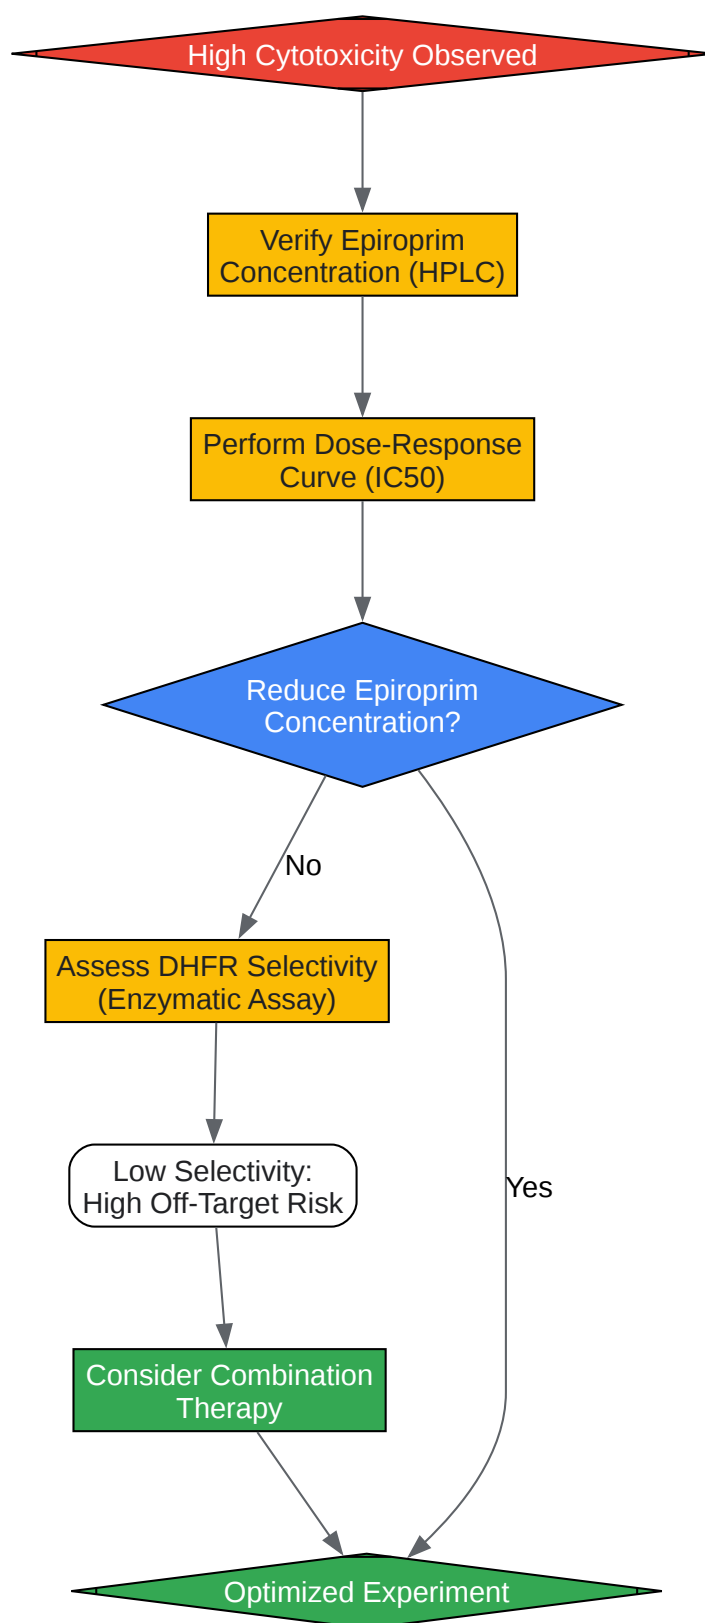 High Cytotoxicity Observed
Verify Epiroprim
Concentration (HPLC)
Perform Dose-Response
Curve (IC50)
Reduce Epiroprim
Concentration?
No
Assess DHFR Selectivity
(Enzymatic Assay)
Low Selectivity:
High Off-Target Risk
Yes
Consider Combination
Therapy
Optimized Experiment